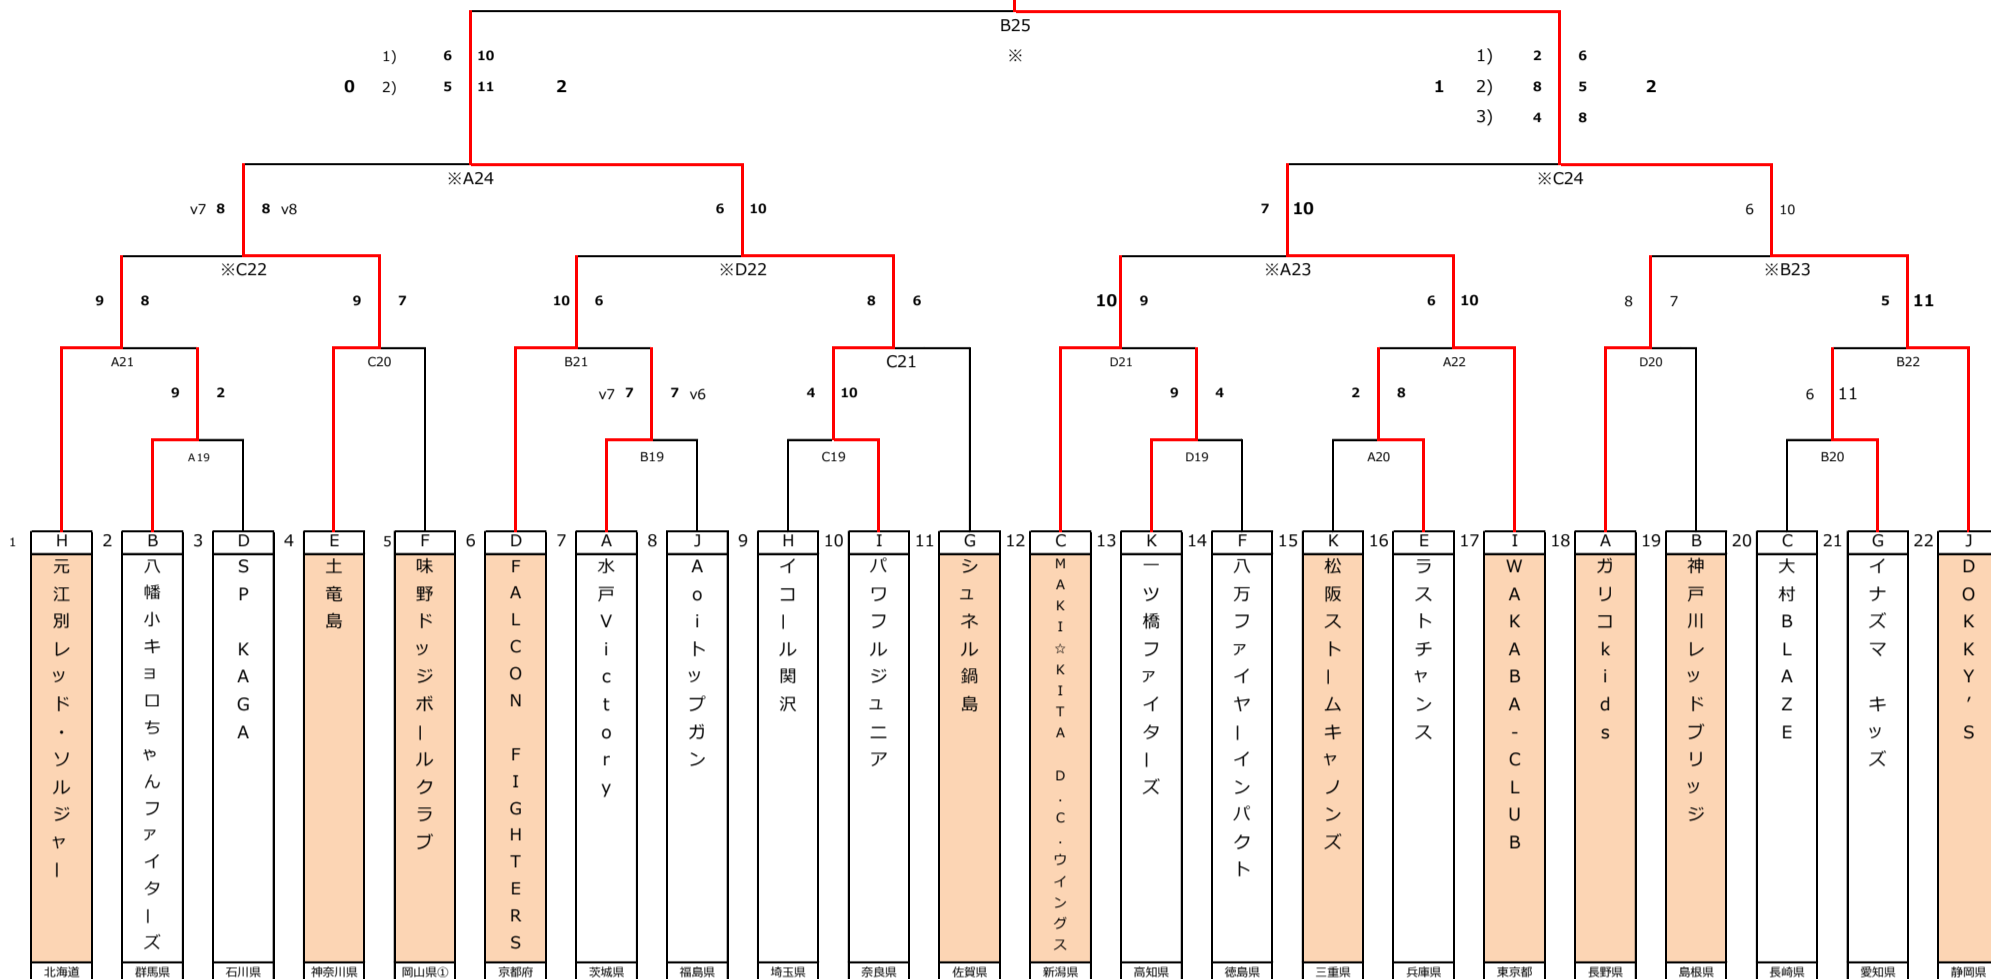 B25
1) 6 10 ※ 1) 2 6
0 2) 5 11 2 1 2) 8 5 2
3) 4 8
※A24 ※C24
v7 8 8 v8 6 10 7 10 6 10
※C22 ※D22 ※A23 ※B23
9 8 9 7 10 6 8 6 10 9 6 10 8 7 5 11
A21 C20 B21 C21 D21 A22 D20 B22
9 2 v7 7 7 v6 4 10 9 4 2 8 6 11
A19 B19 C19 D19 A20 B20
1 H 2 B 3 D 4 E 5 F 6 D 7 A 8 J 9 H 10 I 11 G 12 C 13 K 14 F 15 K 16 E 17 I 18 A 19 B 20 C 21 G 22 J
元江別レッド・ソルジャー
八幡小キョロちゃんファイターズ
SP KAGA
土竜島
味野ドッジボールクラブ
FALCON FIGHTERS
水戸Victory
Aoiトップガン
イコール関沢
パワフルジュニア
シュネル鍋島
MAKI☆KITA D.C.ウイングス
一ツ橋ファイターズ
八万ファイヤーインパクト
松阪ストームキャノンズ
ラストチャンス
WAKABA-CLUB
ガリコkids
神戸川レッドブリッジ
大村BLAZE
イナズマ キッズ
DOKKY'S
北海道 群馬県 石川県 神奈川県 岡山県① 京都府 茨城県 福島県 埼玉県 奈良県 佐賀県 新潟県 高知県 徳島県 三重県 兵庫県 東京都 長野県 島根県 長崎県 愛知県 静岡県